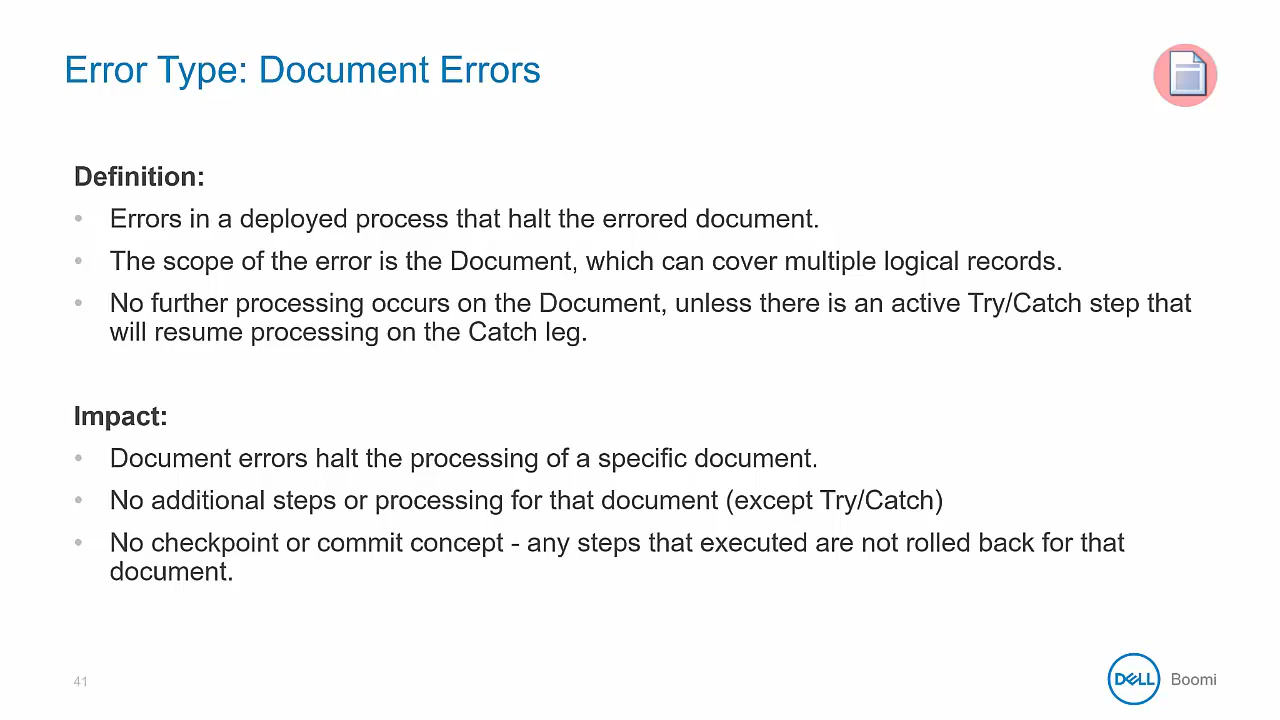 Error Type: Document Errors
Definition:
• Errors in a deployed process that halt the errored document.
• The scope of the error is the Document, which can cover multiple logical records.
• No further processing occurs on the Document, unless there is an active Try/Catch step that
will resume processing on the Catch leg.
Impact:
• Document errors halt the processing of a specific document.
• No additional steps or processing for that document (except Try/Catch)
• No checkpoint or commit concept - any steps that executed are not rolled back for that
document.
41
DELL Boomi